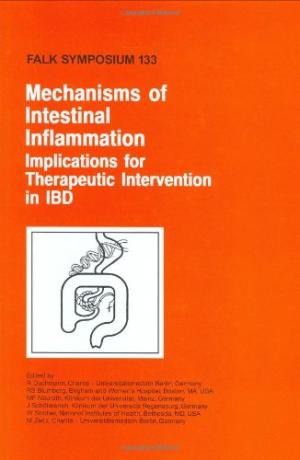 FALK SYMPOSIUM 133
Mechanisms of
Intestinal
Inflammation
Implications for
Therapeutic Intervention
in IBD
Edited by
R Duchmann, Charité – Universitätsmedizin Berlin, Germany
RS Blumberg, Brigham and Women's Hospital, Boston, MA, USA
MF Neurath, Klinikum der Universität, Mainz, Germany
J Schölmerich, Klinikum der Universität Regensburg, Germany
W Strober, National Institutes of Health, Bethesda, MD, USA
M Zeitz, Charité – Universitätsmedizin Berlin, Germany